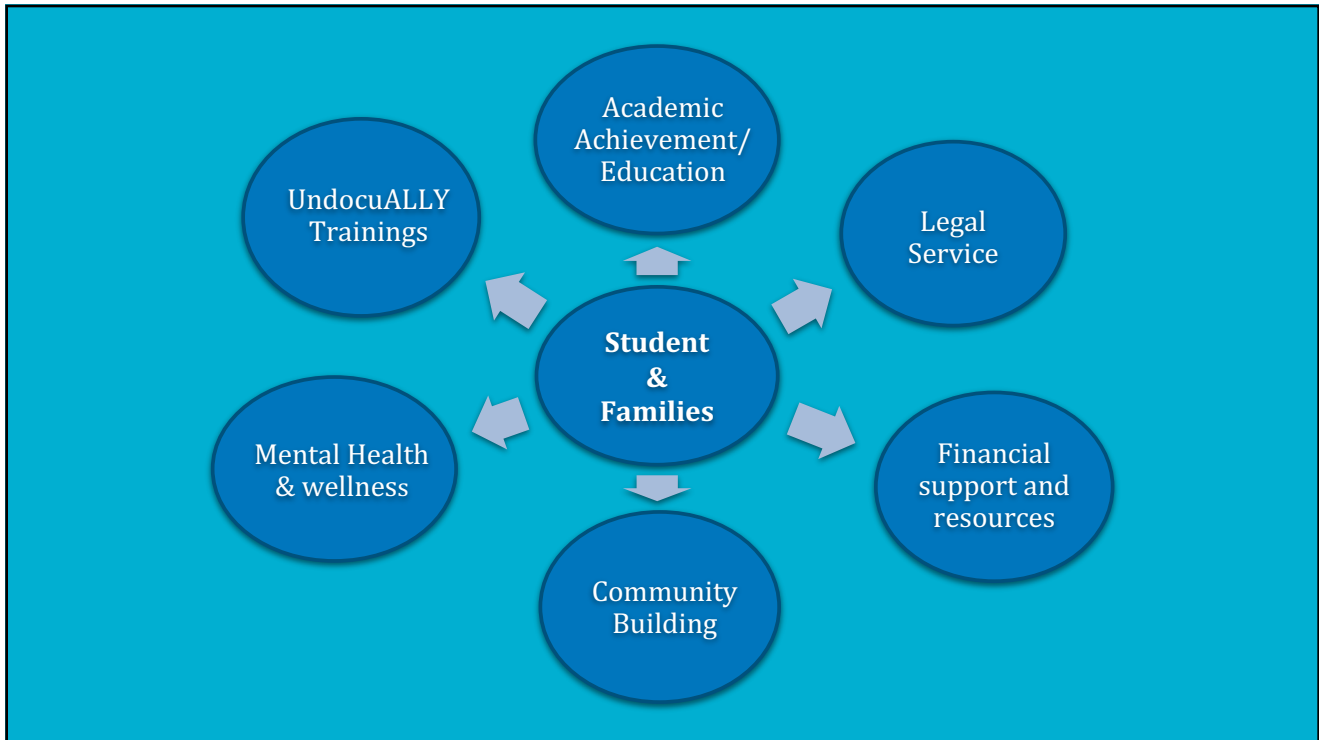 Academic
Achievement/
Education
UndocuALLY
Trainings
Legal
Service
Student
&
Families
Mental Health
& wellness
Financial
support and
resources
Community
Building